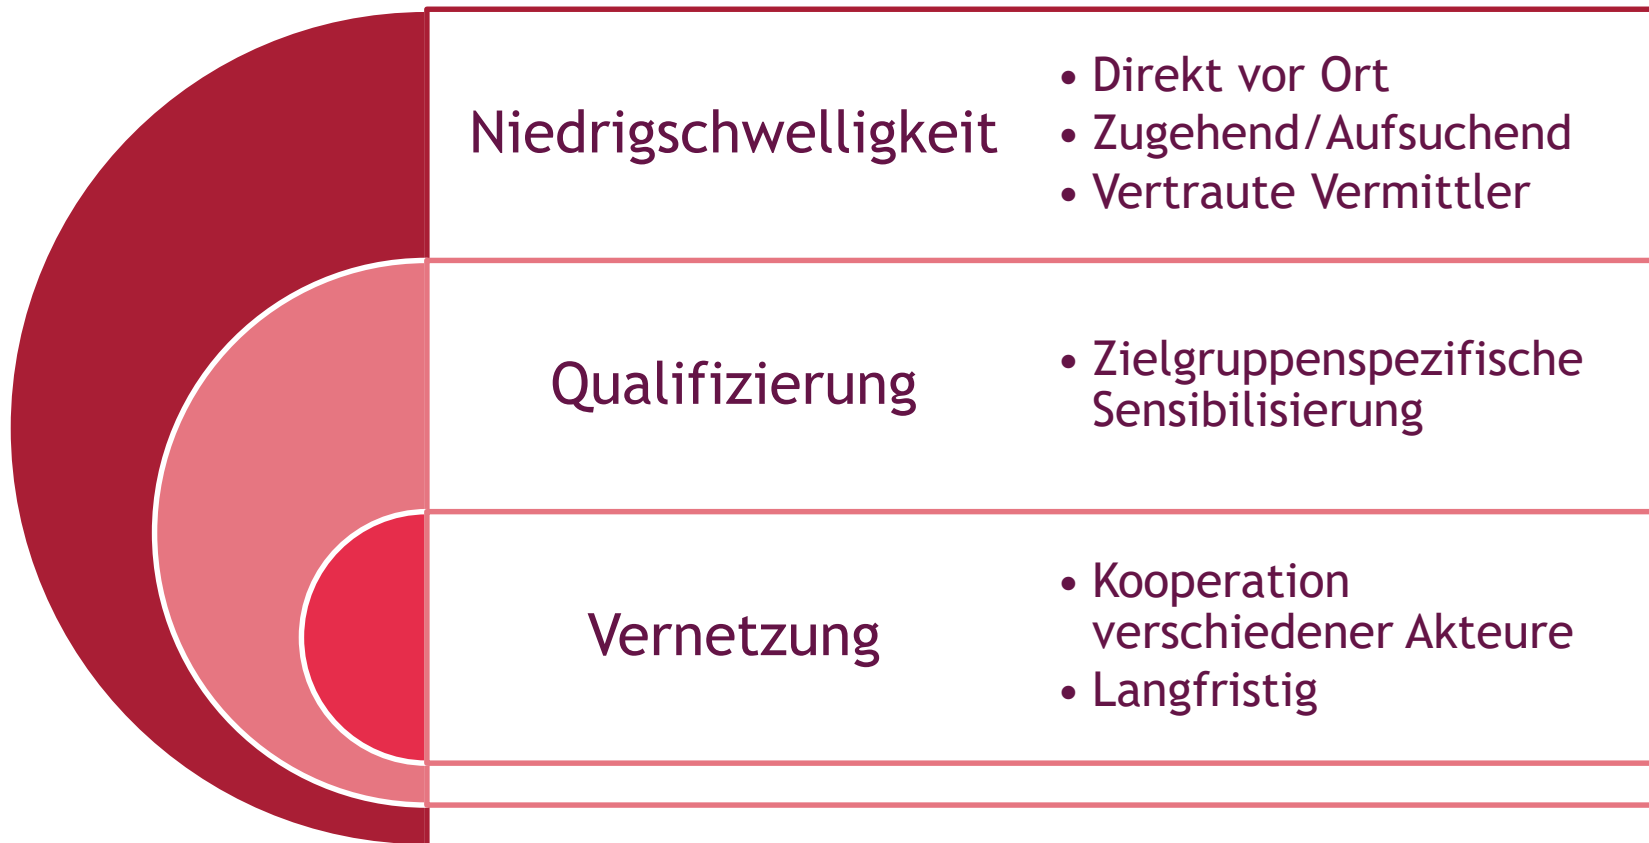 Niedrigschwelligkeit
• Direkt vor Ort
• Zugehend/Aufsuchend
• Vertraute Vermittler
Qualifizierung
• Zielgruppenspezifische
Sensibilisierung
Vernetzung
• Kooperation
verschiedener Akteure
• Langfristig